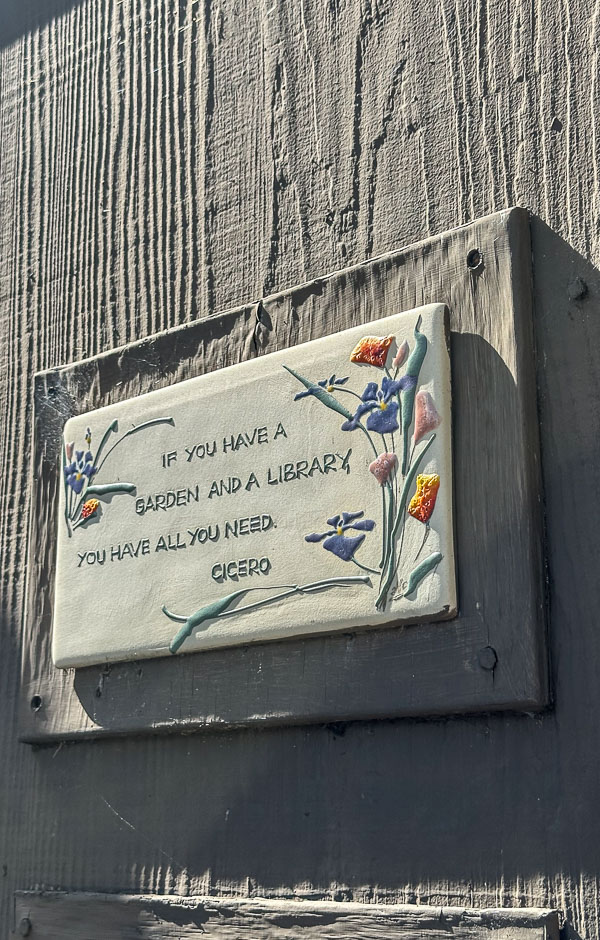 IF YOU HAVE A
GARDEN AND A LIBRARY,
YOU HAVE ALL YOU NEED.
CICERO